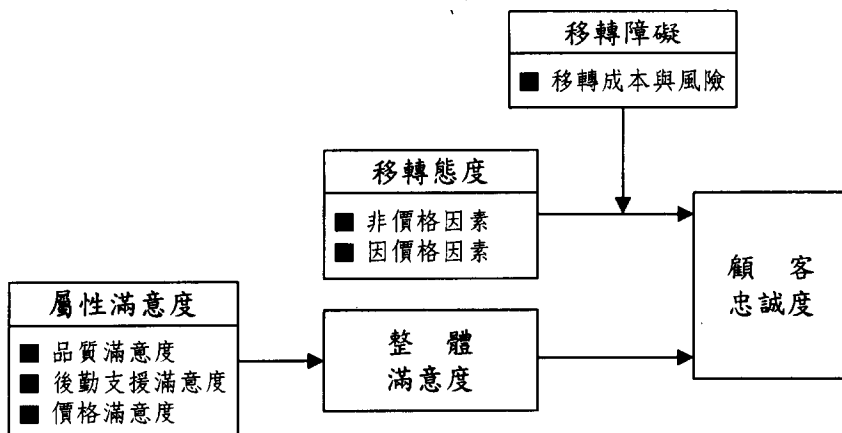 移轉障礙
■ 移轉成本與風險
移轉態度
■ 非價格因素
■ 因價格因素
顧客
忠誠度
屬性滿意度
■ 品質滿意度
■ 後勤支援滿意度
■ 價格滿意度
整體
滿意度